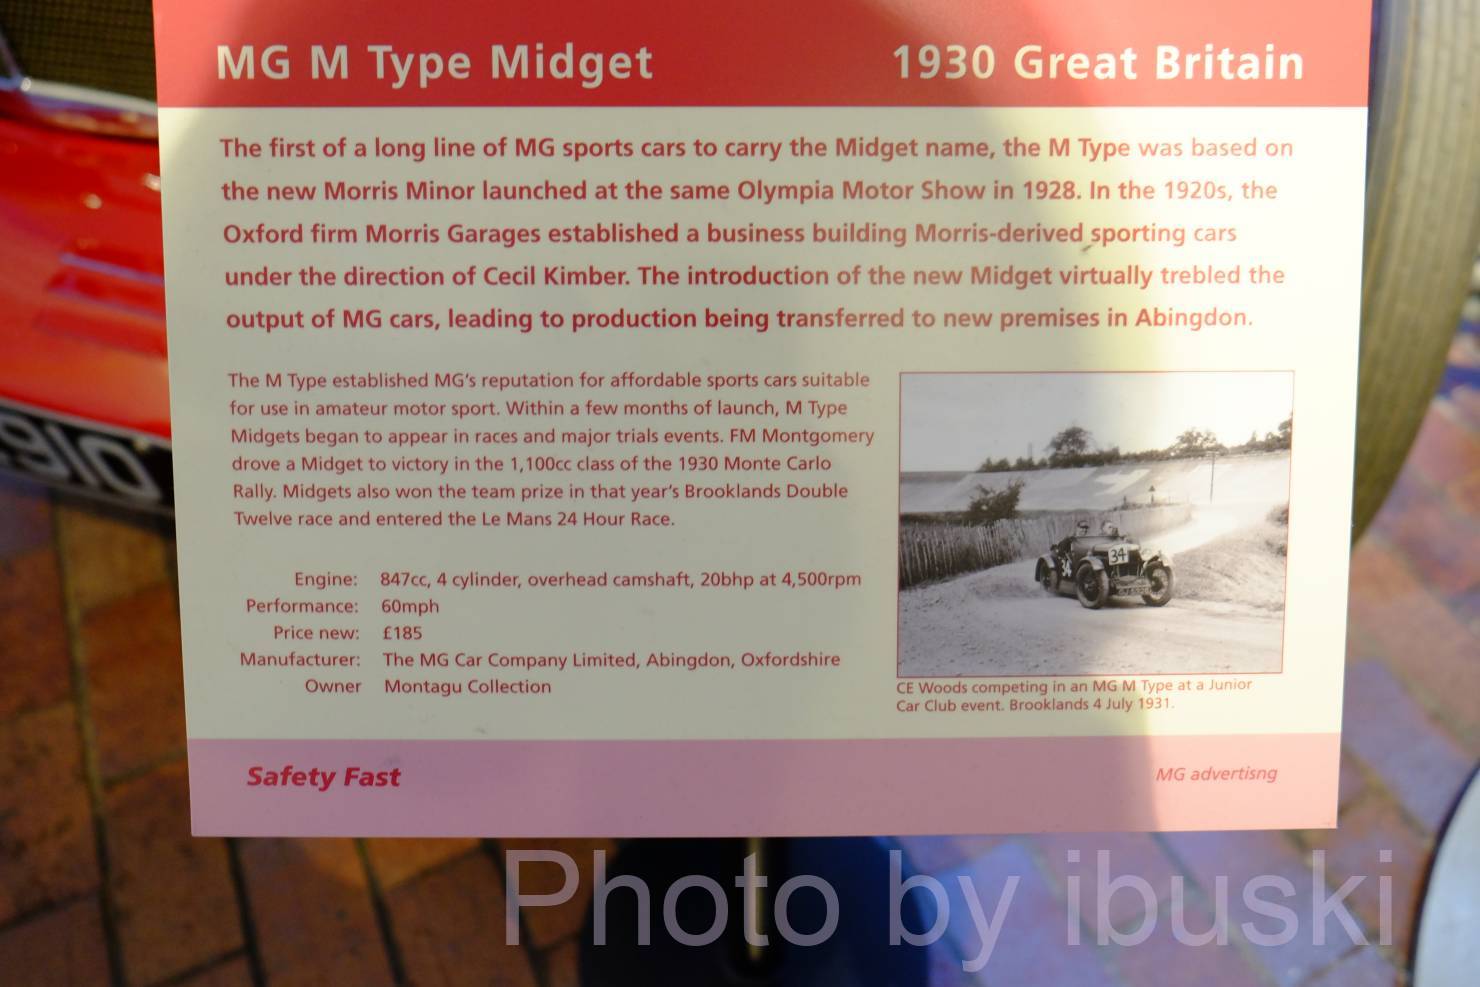 MG M Type Midget 1930 Great Britain
The first of a long line of MG sports cars to carry the Midget name, the M Type was based on
the new Morris Minor launched at the same Olympia Motor Show in 1928. In the 1920s, the
Oxford firm Morris Garages established a business building Morris-derived sporting cars
under the direction of Cecil Kimber. The introduction of the new Midget virtually trebled the
output of MG cars, leading to production being transferred to new premises in Abingdon.
The M Type established MG's reputation for affordable sports cars suitable
for use in amateur motor sport. Within a few months of launch, M Type
Midgets began to appear in races and major trials events. FM Montgomery
drove a Midget to victory in the 1,100cc class of the 1930 Monte Carlo
Rally. Midgets also won the team prize in that year's Brooklands Double
Twelve race and entered the Le Mans 24 Hour Race.
Engine: 847cc, 4 cylinder, overhead camshaft, 20bhp at 4,500rpm
Performance: 60mph
Price new: £185
Manufacturer: The MG Car Company Limited, Abingdon, Oxfordshire
Owner Montagu Collection
34
34
CE Woods competing in an MG M Type at a Junior
Car Club event. Brooklands 4 July 1931.
Safety Fast
MG advertisng
910
Photo by ibuski